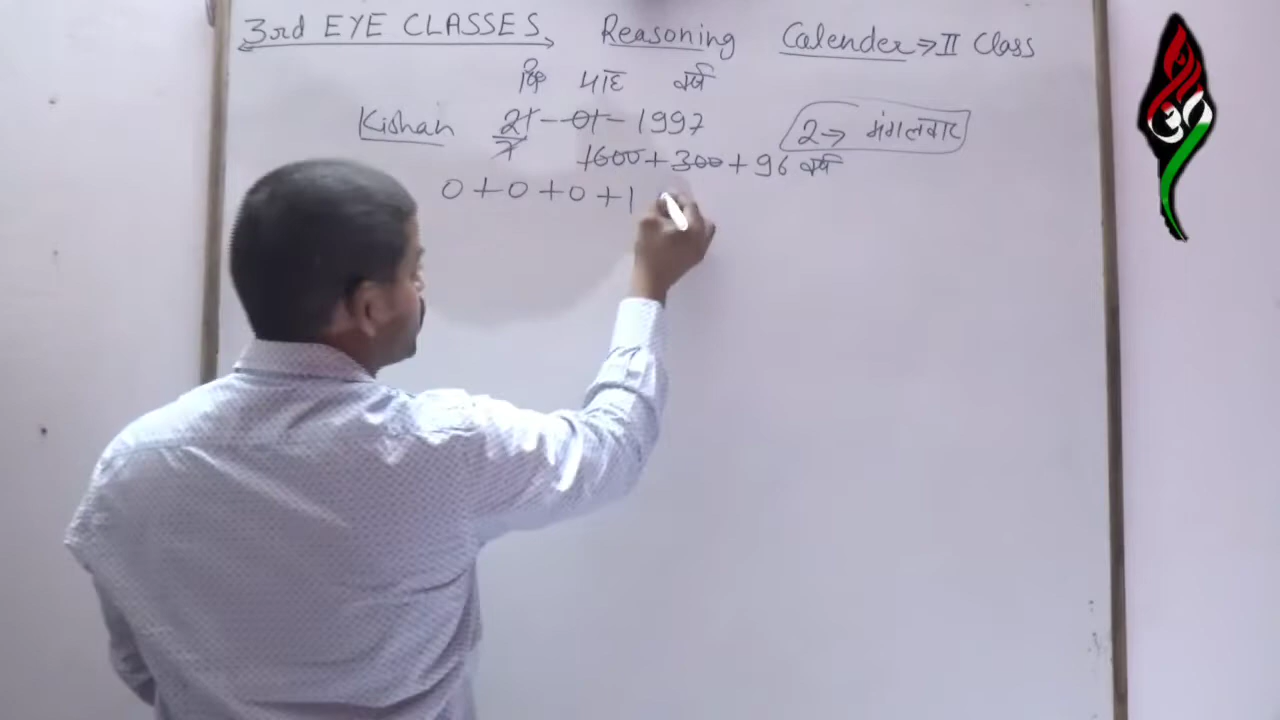 3rd EYE CLASSES, Reasoning Calender⇒II Class
दि माह वर्ष
Kishan 21-01-1997 2⇒ मंगलवार
7 1600+300+96 वर्ष
0+0+0+1